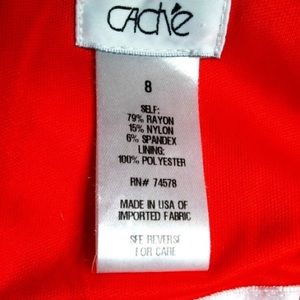 CACHÉ
8
SELF:
79% RAYON
15% NYLON
6% SPANDEX
LINING:
100% POLYESTER
RN# 74578
MADE IN USA OF
IMPORTED FABRIC
SEE REVERSE
FOR CARE